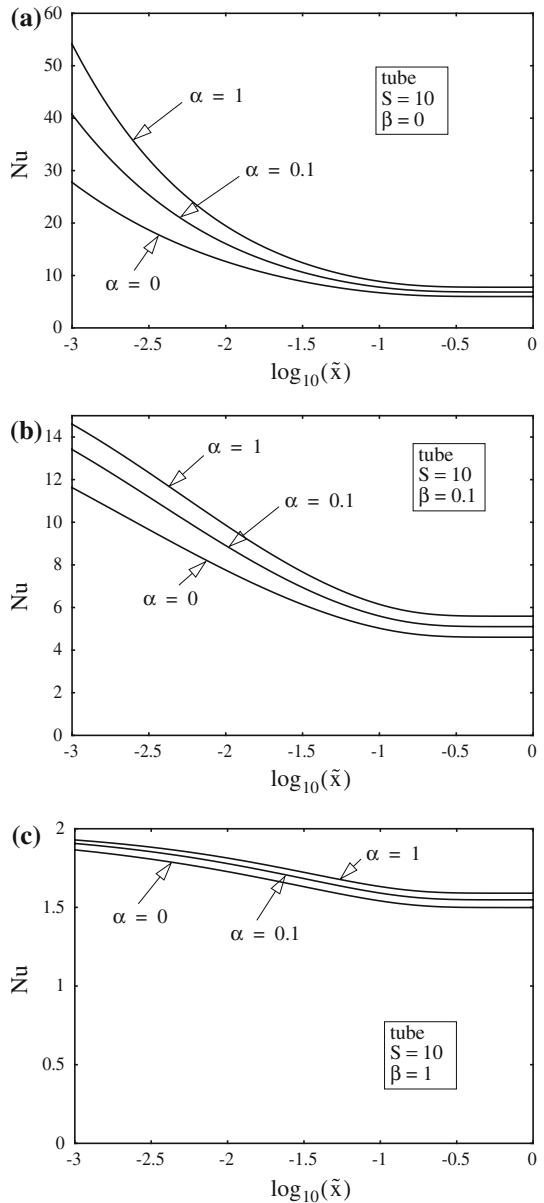 (a)
60
50
40
30
20
10
0
Nu
α = 1
α = 0.1
α = 0
tube
S = 10
β = 0
-3 -2.5 -2 -1.5 -1 -0.5 0
log₁₀(x̃)
(b)
14
12
10
8
6
4
2
0
Nu
α = 1
α = 0.1
α = 0
tube
S = 10
β = 0.1
-3 -2.5 -2 -1.5 -1 -0.5 0
log₁₀(x̃)
(c)
2
1.5
1
0.5
0
Nu
α = 1
α = 0
α = 0.1
tube
S = 10
β = 1
-3 -2.5 -2 -1.5 -1 -0.5 0
log₁₀(x̃)